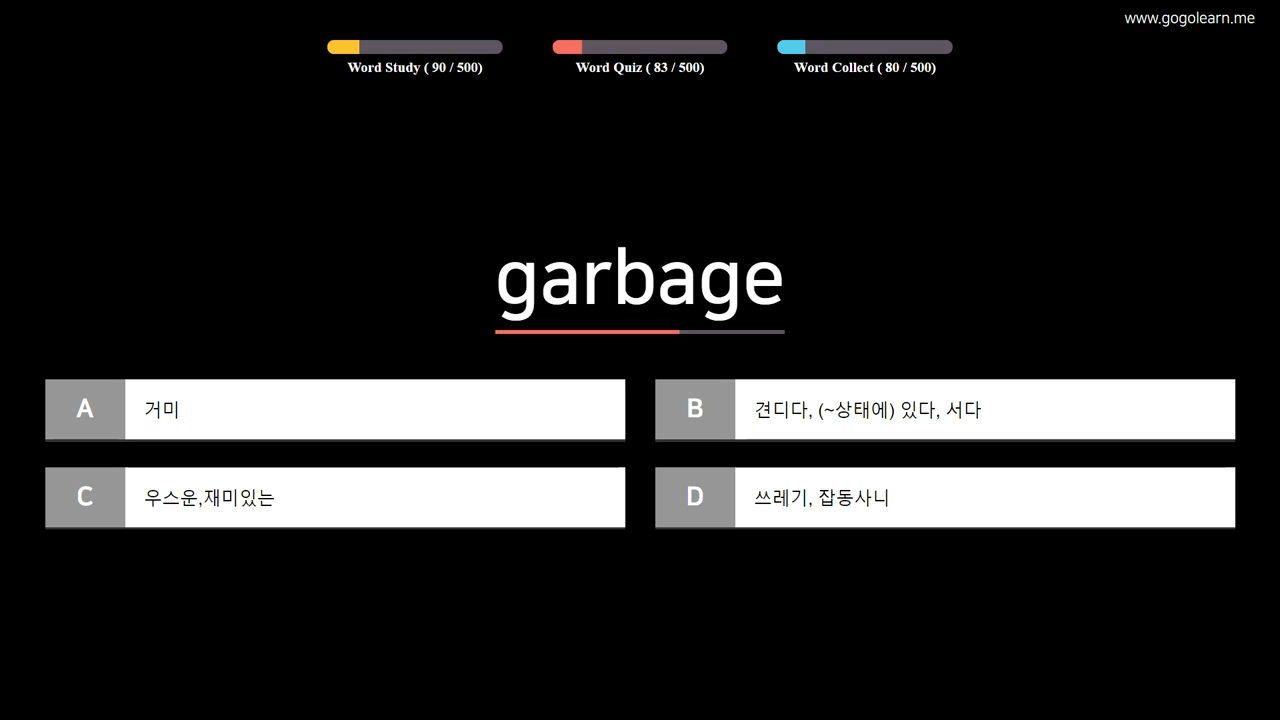 www.gogolearn.me
Word Study ( 90 / 500)
Word Quiz ( 83 / 500)
Word Collect ( 80 / 500)
garbage
A 거미
B 견디다, (~상태에) 있다, 서다
C 우스운,재미있는
D 쓰레기, 잡동사니